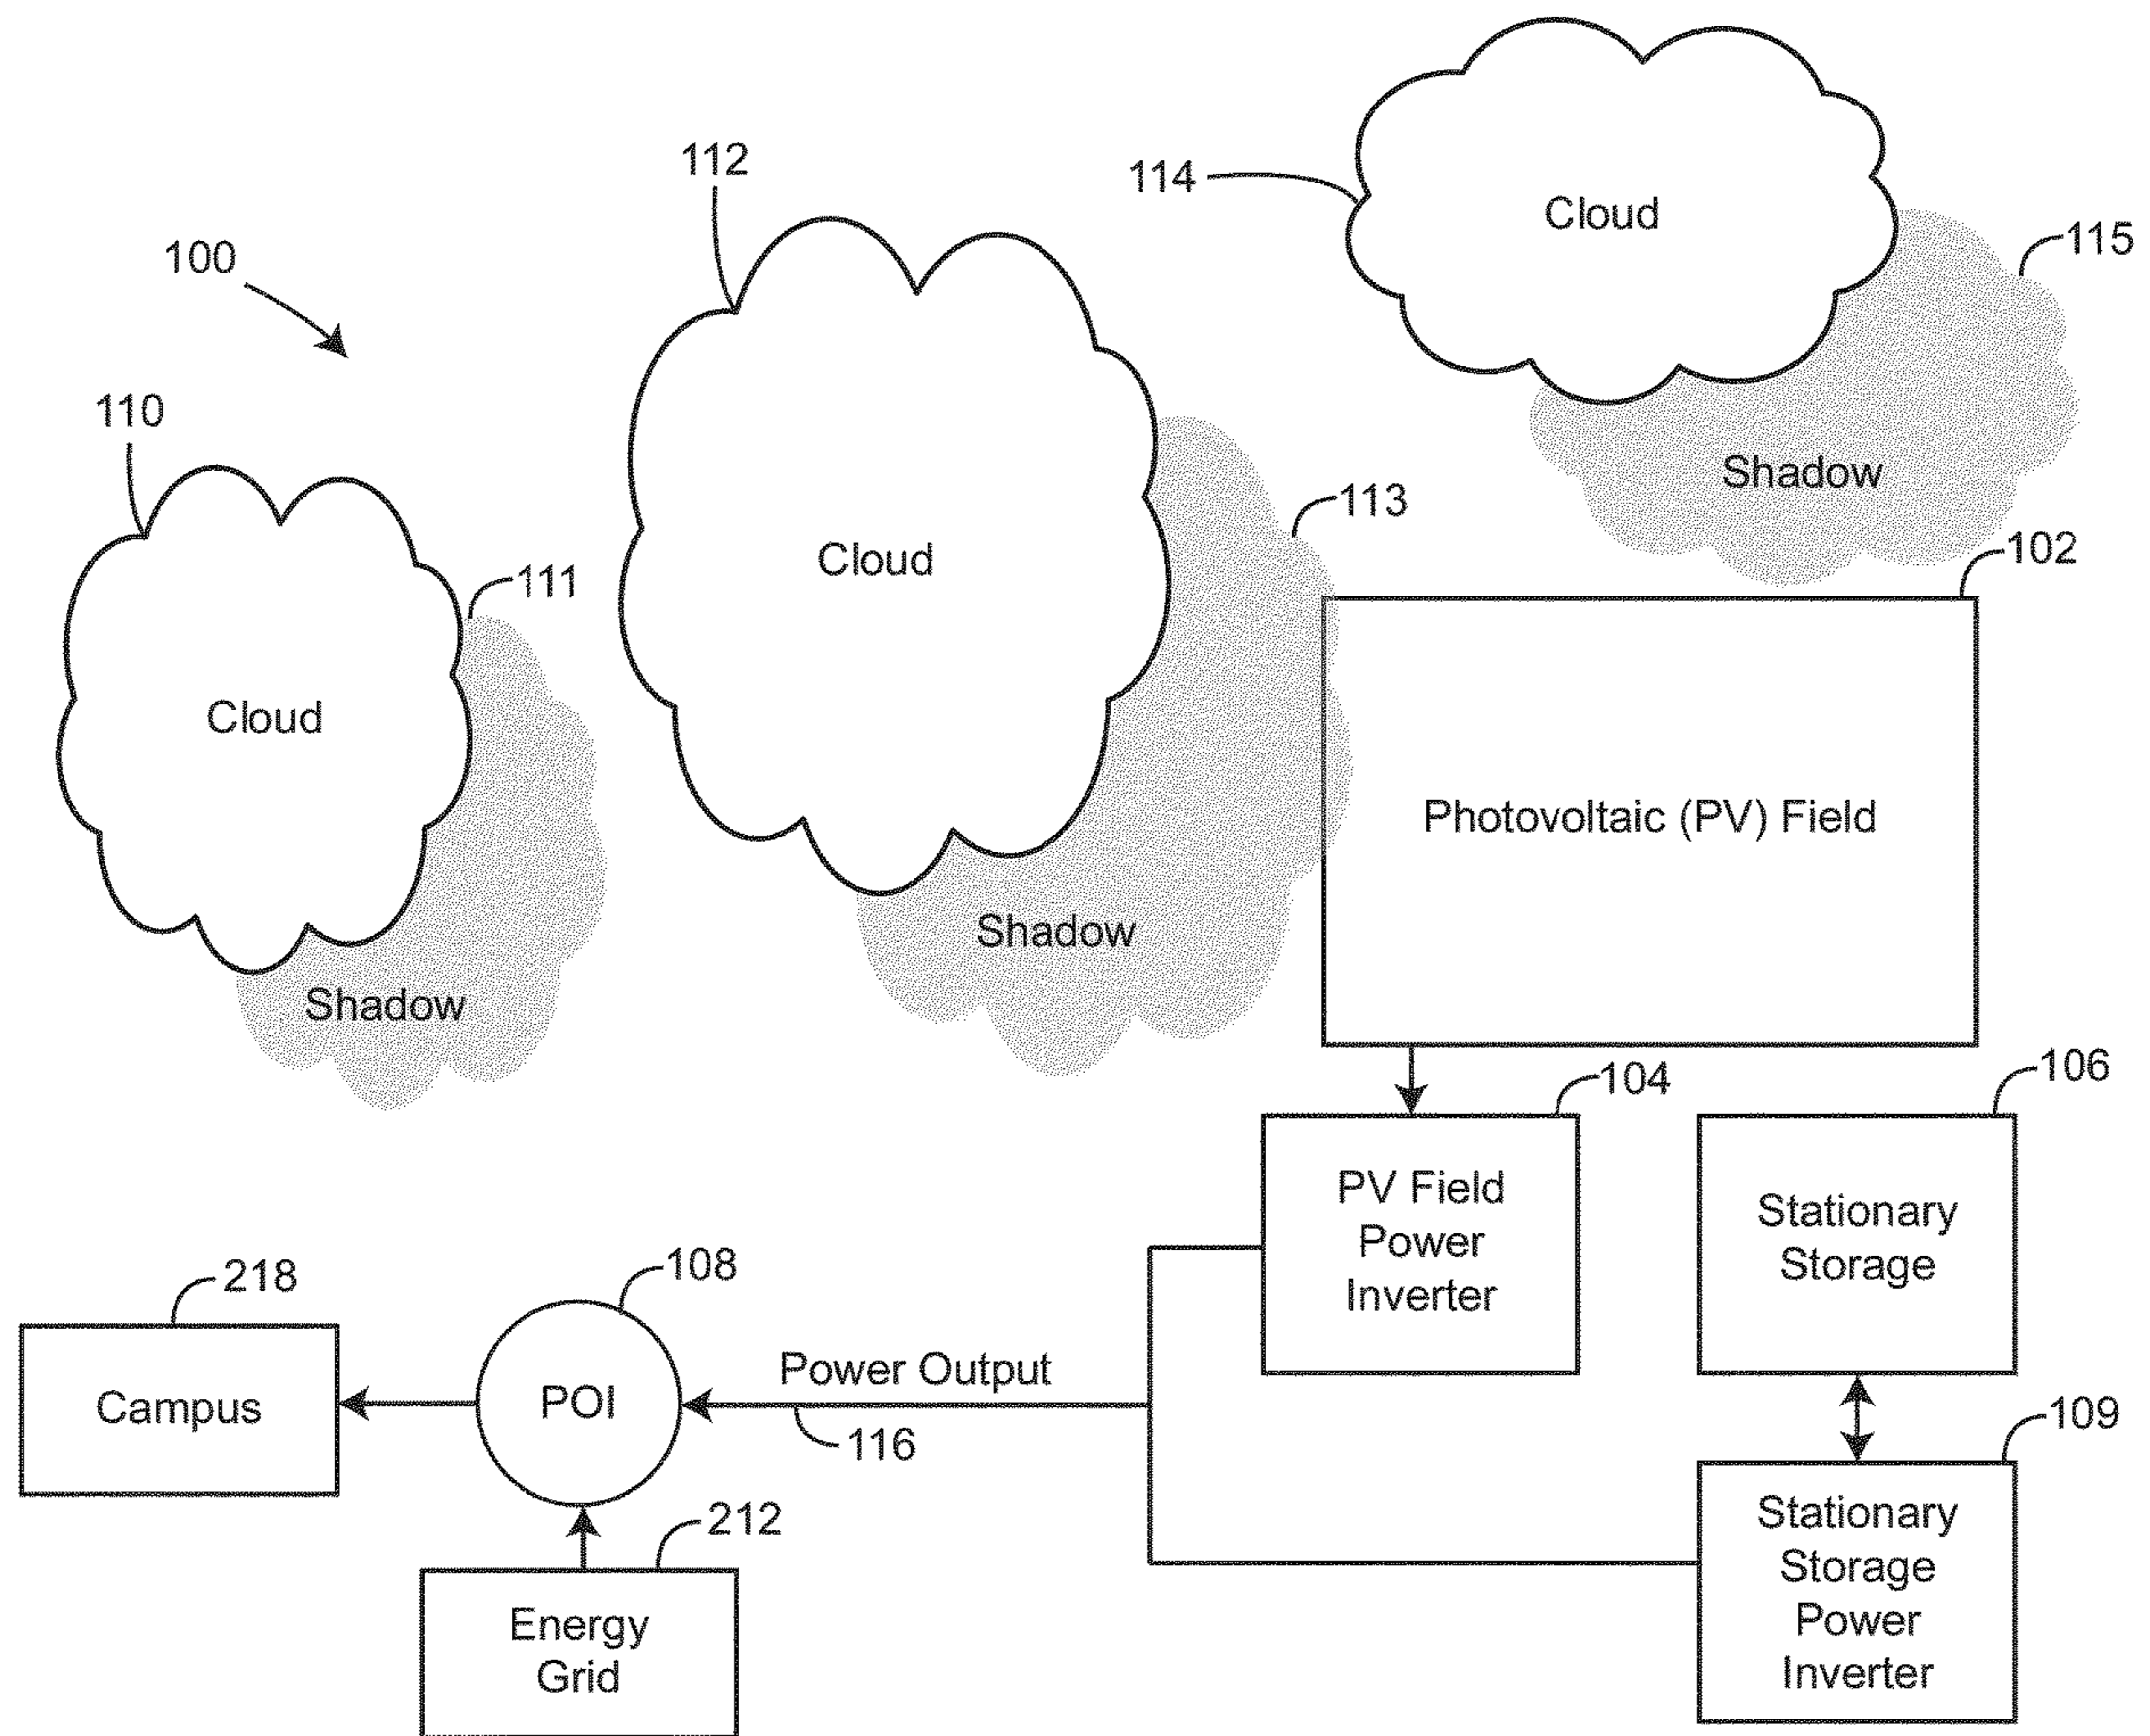 112
114
Cloud
115
100
110
113
Shadow
Cloud
102
111
Cloud
Photovoltaic (PV) Field
Shadow
Shadow
104
106
PV Field
Power
Inverter
Stationary
Storage
218
108
Power Output
Campus
POI
116
109
212
Stationary
Storage
Power
Inverter
Energy
Grid